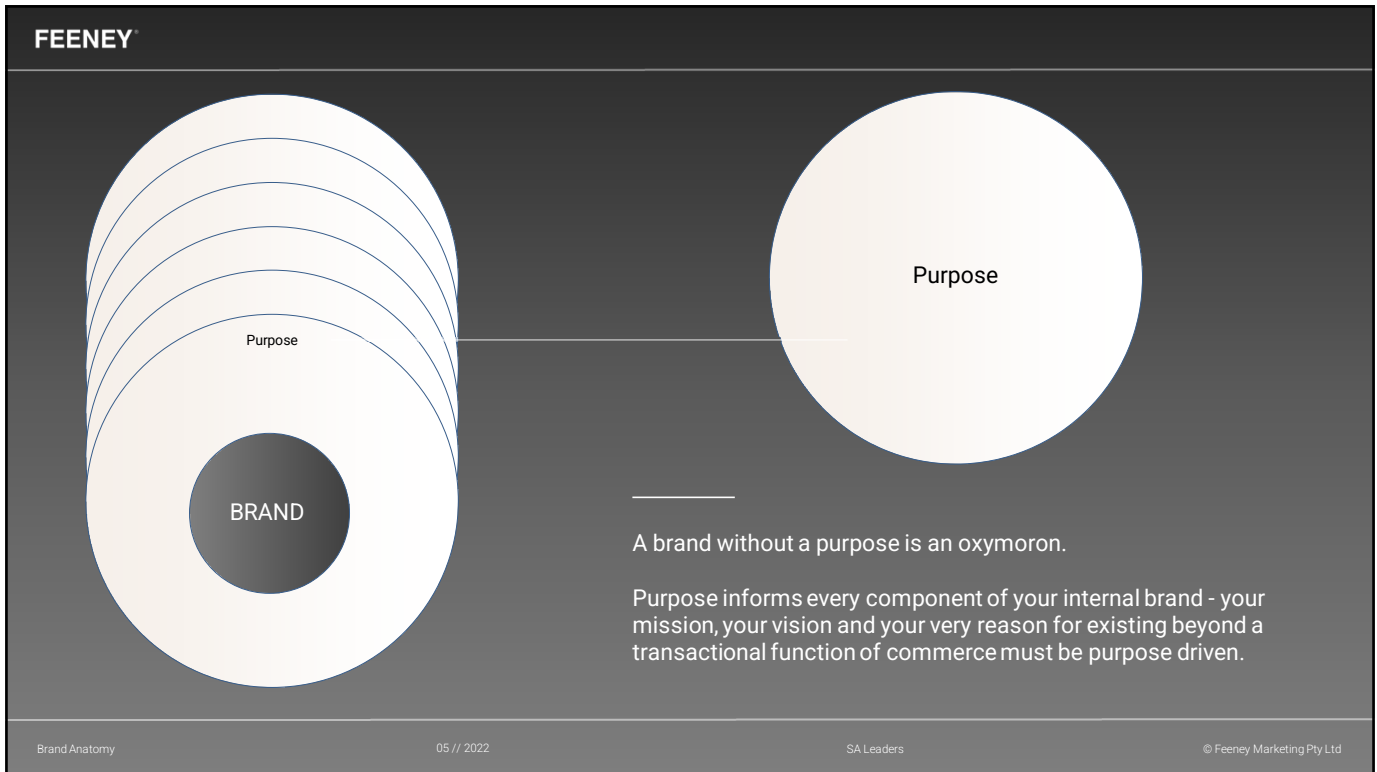 FEENEY®
Purpose
BRAND
Purpose
A brand without a purpose is an oxymoron.
Purpose informs every component of your internal brand - your
mission, your vision and your very reason for existing beyond a
transactional function of commerce must be purpose driven.
Brand Anatomy
05 // 2022
SA Leaders
© Feeney Marketing Pty Ltd